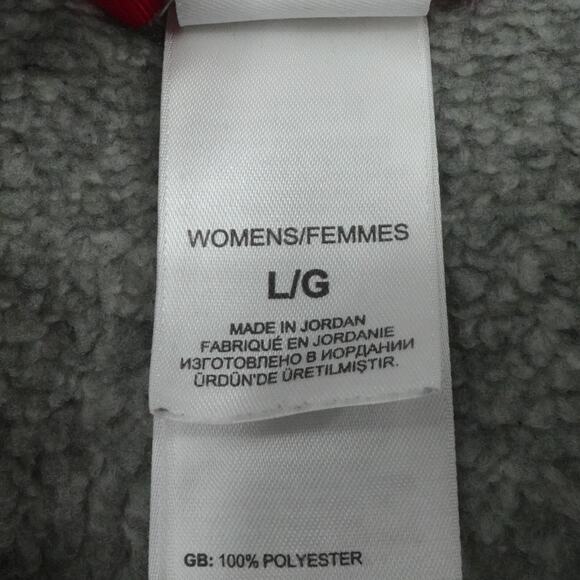 WOMENS/FEMMES
L/G
MADE IN JORDAN
FABRIQUÉ EN JORDANIE
ИЗГОТОВЛЕНО В ИОРДАНИИ
ÜRDÜN'DE ÜRETILMIŞTIR.
GB: 100% POLYESTER